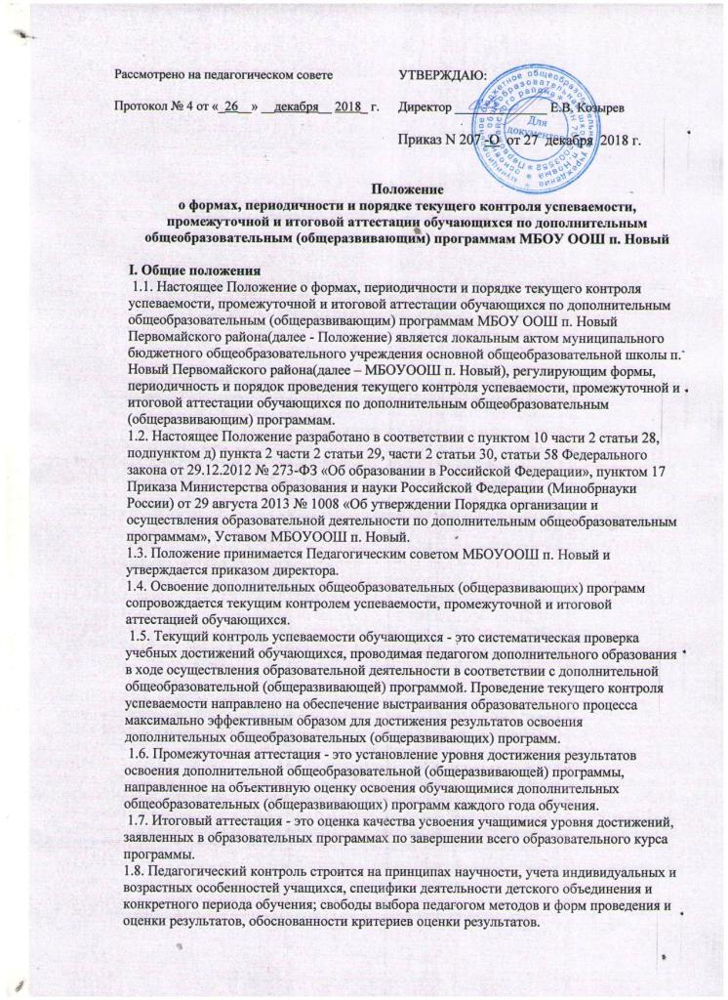 Рассмотрено на педагогическом совете
УТВЕРЖДАЮ:
Протокол № 4 от «_26__» __декабря__ 2018_ г.
Директор ______________ Е.В. Козырев
Приказ N 207 -О от 27 декабря 2018 г.
Для
документов
Положение
о формах, периодичности и порядке текущего контроля успеваемости,
промежуточной и итоговой аттестации обучающихся по дополнительным
общеобразовательным (общеразвивающим) программам МБОУ ООШ п. Новый
I. Общие положения
1.1. Настоящее Положение о формах, периодичности и порядке текущего контроля
успеваемости, промежуточной и итоговой аттестации обучающихся по дополнительным
общеобразовательным (общеразвивающим) программам МБОУ ООШ п. Новый
Первомайского района(далее - Положение) является локальным актом муниципального
бюджетного общеобразовательного учреждения основной общеобразовательной школы п.
Новый Первомайского района(далее – МБОУООШ п. Новый), регулирующим формы,
периодичность и порядок проведения текущего контроля успеваемости, промежуточной и
итоговой аттестации обучающихся по дополнительным общеобразовательным
(общеразвивающим) программам.
1.2. Настоящее Положение разработано в соответствии с пунктом 10 части 2 статьи 28,
подпунктом д) пункта 2 части 2 статьи 29, части 2 статьи 30, статьи 58 Федерального
закона от 29.12.2012 № 273-ФЗ «Об образовании в Российской Федерации», пунктом 17
Приказа Министерства образования и науки Российской Федерации (Минобрнауки
России) от 29 августа 2013 № 1008 «Об утверждении Порядка организации и
осуществления образовательной деятельности по дополнительным общеобразовательным
программам», Уставом МБОУООШ п. Новый.
1.3. Положение принимается Педагогическим советом МБОУООШ п. Новый и
утверждается приказом директора.
1.4. Освоение дополнительных общеобразовательных (общеразвивающих) программ
сопровождается текущим контролем успеваемости, промежуточной и итоговой
аттестацией обучающихся.
1.5. Текущий контроль успеваемости обучающихся - это систематическая проверка
учебных достижений обучающихся, проводимая педагогом дополнительного образования
в ходе осуществления образовательной деятельности в соответствии с дополнительной
общеобразовательной (общеразвивающей) программой. Проведение текущего контроля
успеваемости направлено на обеспечение выстраивания образовательного процесса
максимально эффективным образом для достижения результатов освоения
дополнительных общеобразовательных (общеразвивающих) программ.
1.6. Промежуточная аттестация - это установление уровня достижения результатов
освоения дополнительной общеобразовательной (общеразвивающей) программы,
направленное на объективную оценку освоения обучающимися дополнительных
общеобразовательных (общеразвивающих) программ каждого года обучения.
1.7. Итоговый аттестация - это оценка качества усвоения учащимися уровня достижений,
заявленных в образовательных программах по завершении всего образовательного курса
программы.
1.8. Педагогический контроль строится на принципах научности, учета индивидуальных и
возрастных особенностей учащихся, специфики деятельности детского объединения и
конкретного периода обучения; свободы выбора педагогом методов и форм проведения и
оценки результатов, обоснованности критериев оценки результатов.